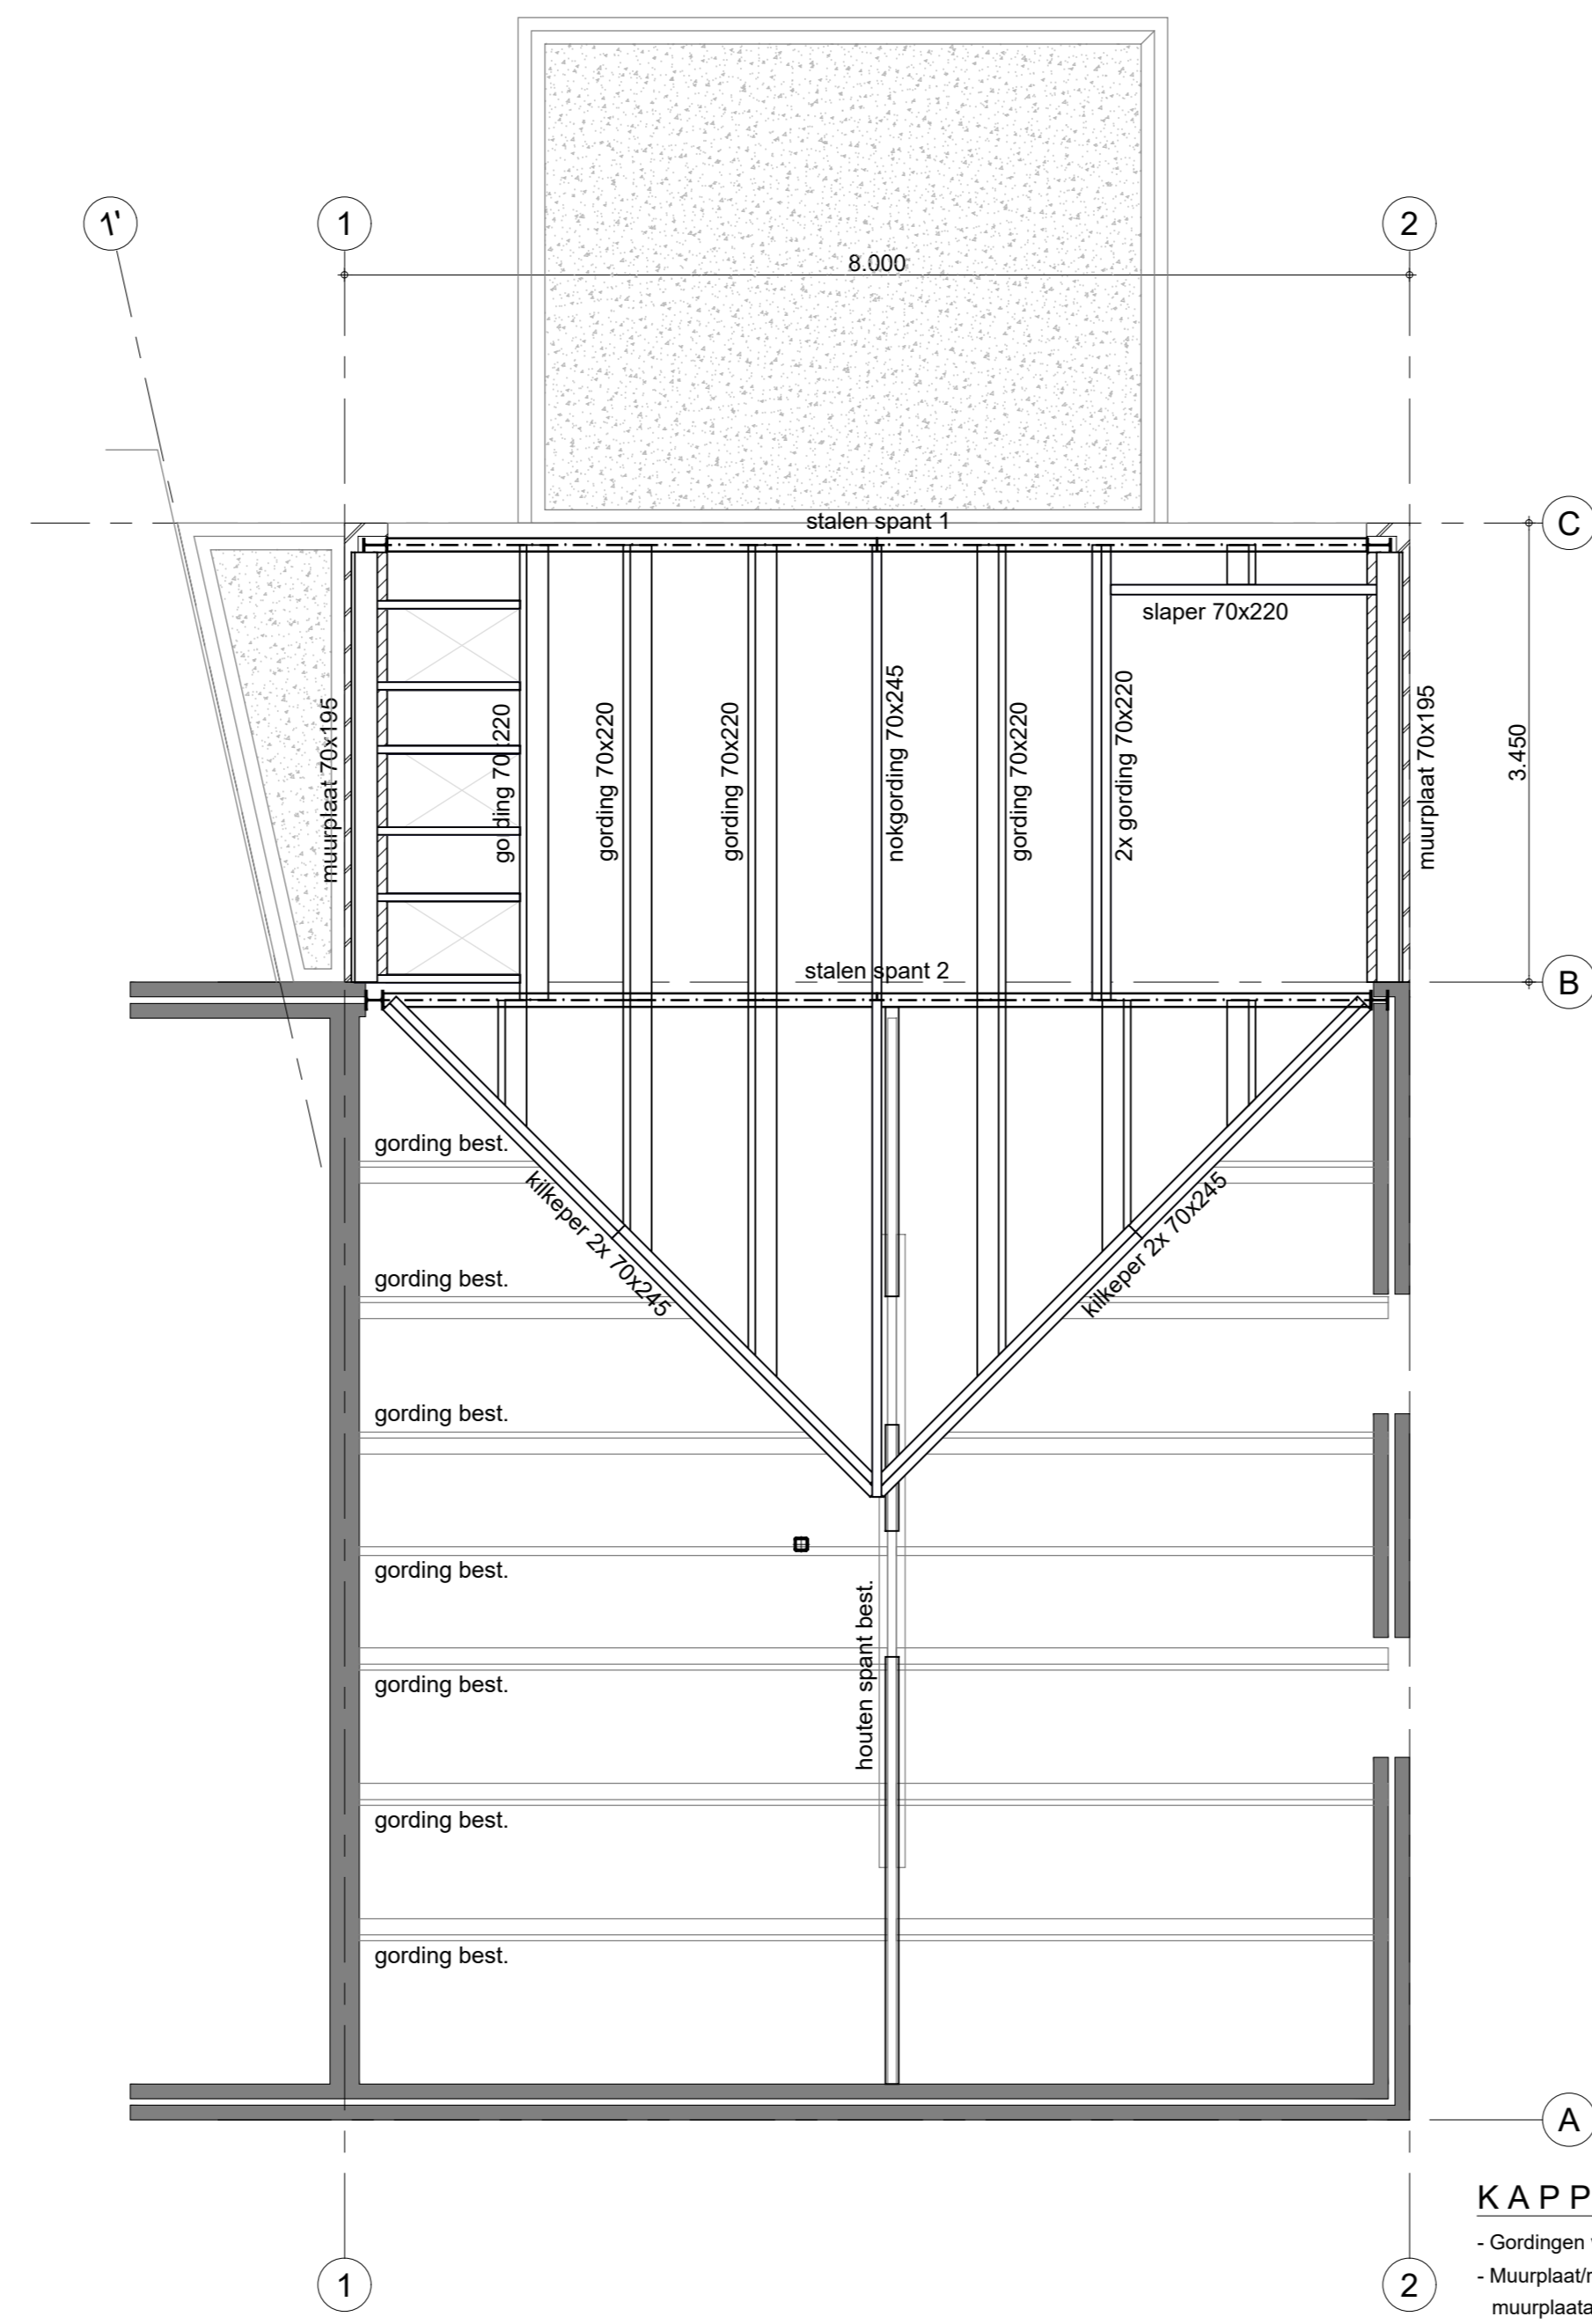 1'
1
2
8.000
stalen spant 1
C
slaper 70x220
muurplaat 70x195
gording 70x220
gording 70x220
gording 70x220
nokgording 70x245
gording 70x220
2x gording 70x220
muurplaat 70x195
3.450
stalen spant 2
B
gording best.
kilkeper 2x 70x245
kilkeper 2x 70x245
gording best.
gording best.
gording best.
houten spant best.
gording best.
gording best.
gording best.
A
KAPP
- Gordingen
1
2
- Muurplaat/
muurplaata